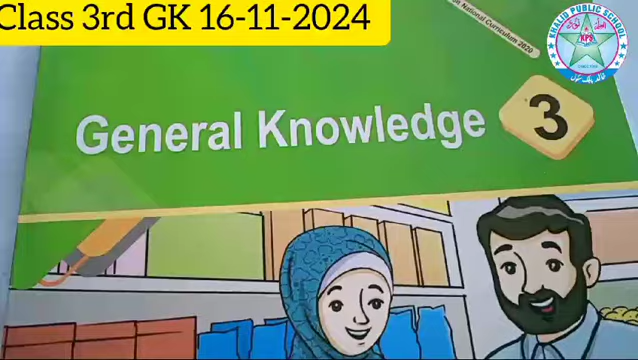 Class 3rd GK 16-11-2024
National Curriculum 2020
KHALID PUBLIC SCHOOL
KPS
General Knowledge
3